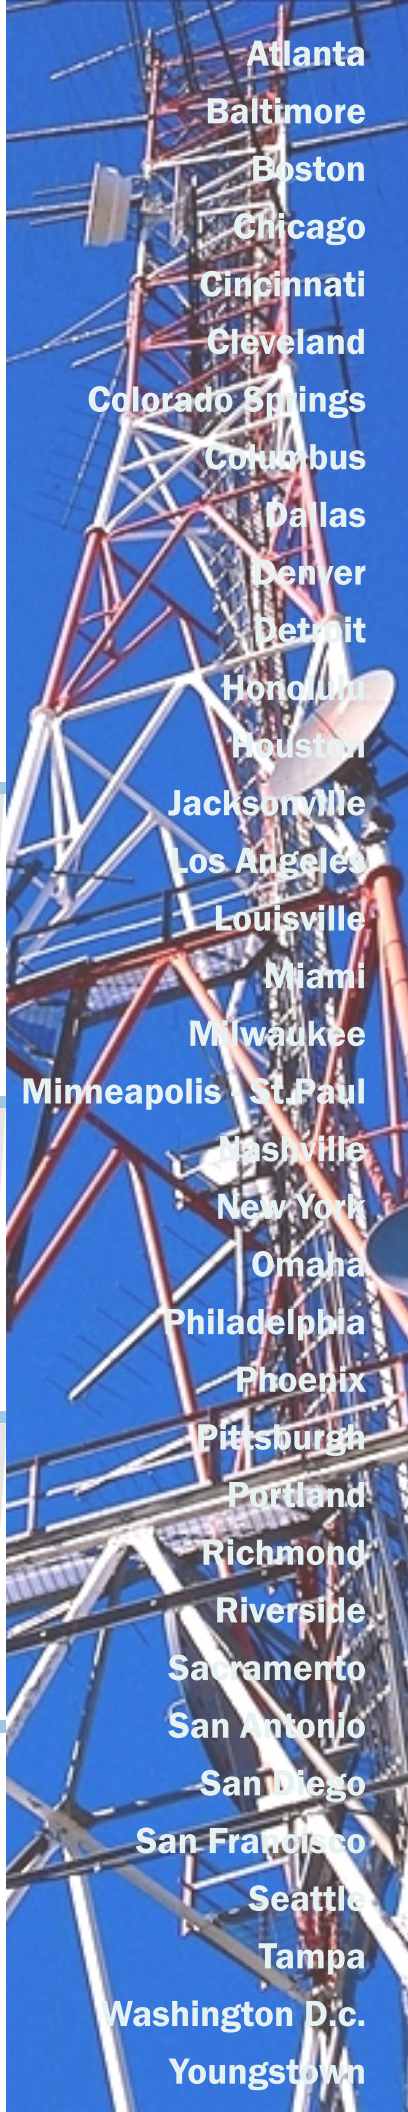 Atlanta
Baltimore
Boston
Chicago
Cincinnati
Cleveland
Colorado Springs
Columbus
Dallas
Denver
Detroit
Honolulu
Houston
Jacksonville
Los Angeles
Louisville
Miami
Milwaukee
Minneapolis - St.Paul
Nashville
New York
Omaha
Philadelphia
Phoenix
Pittsburgh
Portland
Richmond
Riverside
Sacramento
San Antonio
San Diego
San Francisco
Seattle
Tampa
Washington D.c.
Youngstown